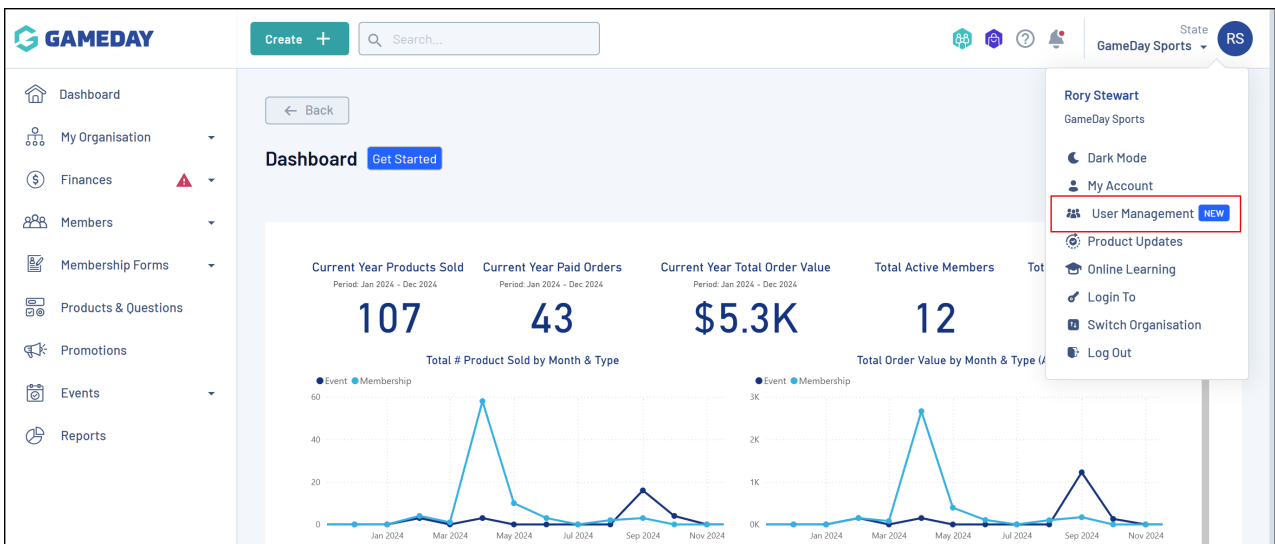 GAMEDAY
Create +
Search...
State
GameDay Sports
RS
Dashboard
My Organisation
Finances
Members
Membership Forms
Products & Questions
Promotions
Events
Reports
← Back
Dashboard Get Started
Rory Stewart
GameDay Sports
Dark Mode
My Account
User Management NEW
Product Updates
Online Learning
Login To
Switch Organisation
Log Out
Current Year Products Sold
Period: Jan 2024 - Dec 2024
107
Current Year Paid Orders
Period: Jan 2024 - Dec 2024
43
Current Year Total Order Value
Period: Jan 2024 - Dec 2024
$5.3K
Total Active Members
12
Tot
Total # Product Sold by Month & Type
Event Membership
60
40
20
0
Jan 2024 Mar 2024 May 2024 Jul 2024 Sep 2024 Nov 2024
Total Order Value by Month & Type (A
Event Membership
3K
2K
1K
0K
Jan 2024 Mar 2024 May 2024 Jul 2024 Sep 2024 Nov 2024